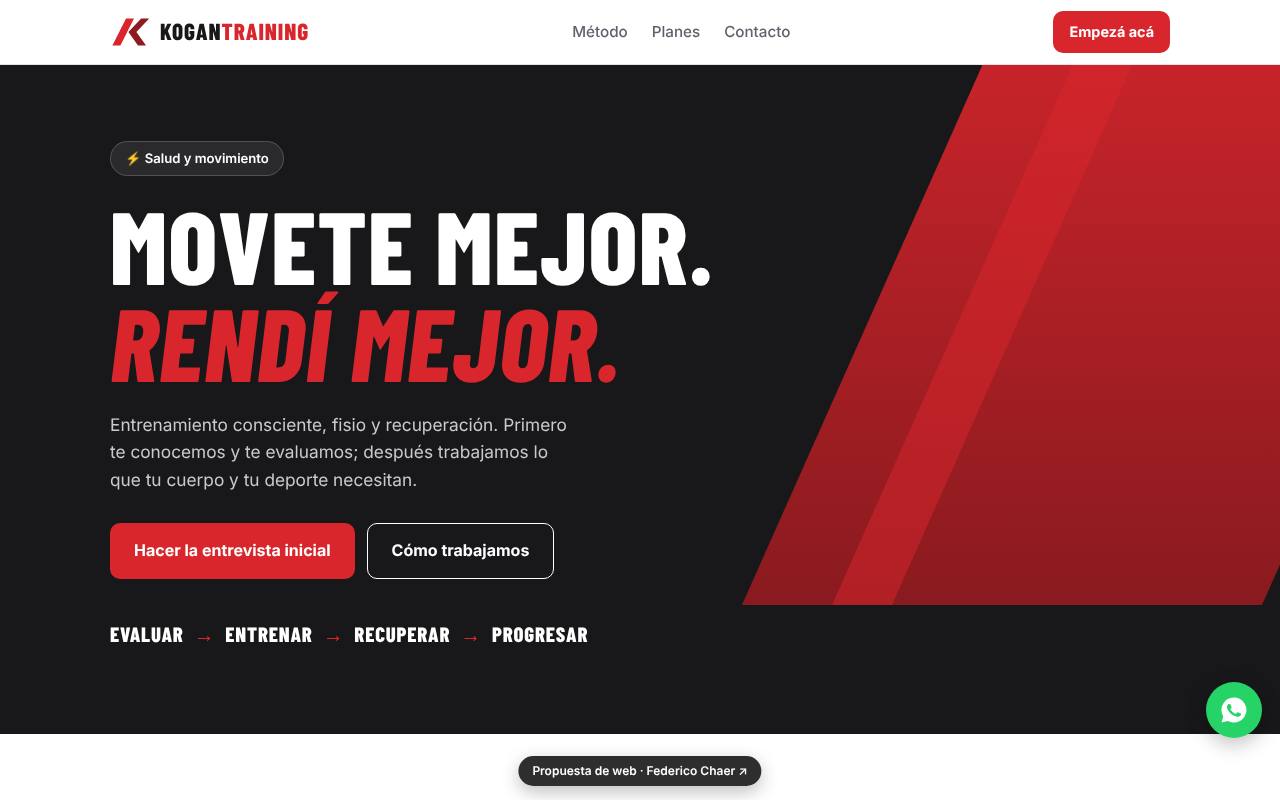 KOGANTRAINING
Método
Planes
Contacto
Empezá acá
⚡ Salud y movimiento
MOVETE MEJOR.
RENDÍ MEJOR.
Entrenamiento consciente, fisio y recuperación. Primero
te conocemos y te evaluamos; después trabajamos lo
que tu cuerpo y tu deporte necesitan.
Hacer la entrevista inicial
Cómo trabajamos
EVALUAR → ENTRENAR → RECUPERAR → PROGRESAR
Propuesta de web · Federico Chaer ↗